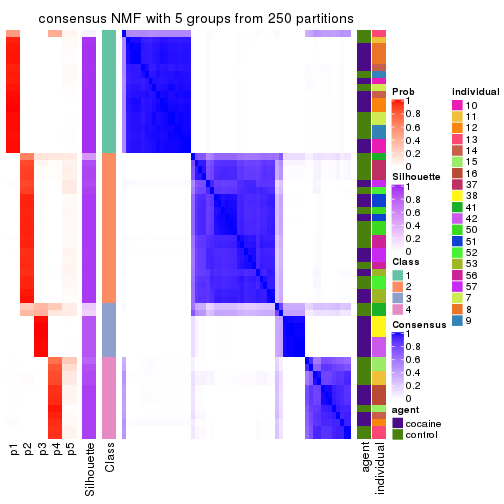 consensus NMF with 5 groups from 250 partitions
Prob
1
0.8
0.6
0.4
0.2
0
Silhouette
1
0.8
0.6
0.4
0.2
0
Class
1
2
3
4
Consensus
1
0.8
0.6
0.4
0.2
0
agent
cocaine
control
individual
10
11
12
13
14
15
16
37
38
41
42
50
51
52
53
56
57
7
8
9
p1
p2
p3
p4
p5
Silhouette
Class
agent
individual